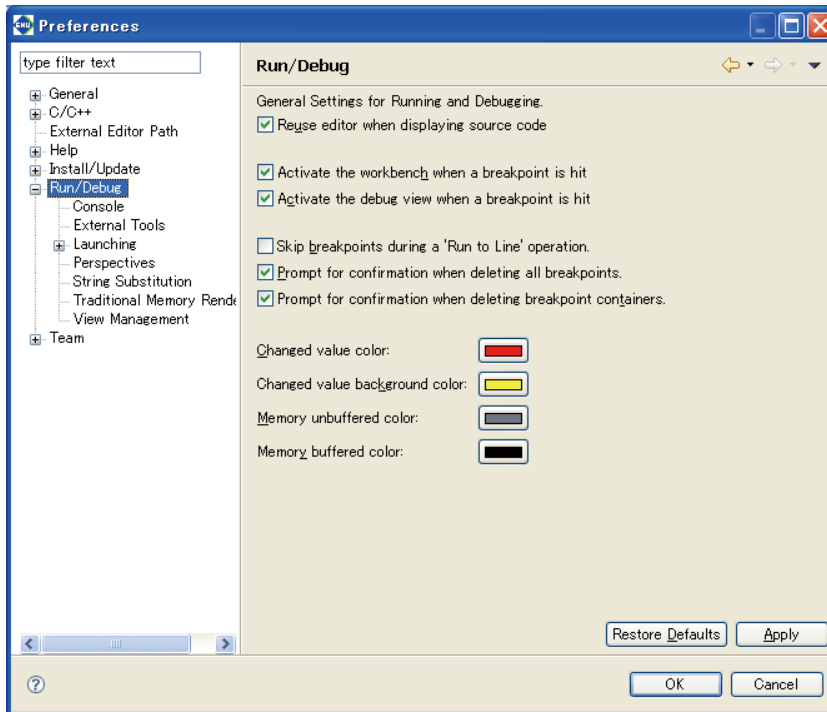 GNU Preferences
type filter text
Run/Debug
General
C/C++
External Editor Path
Help
Install/Update
Run/Debug
Console
External Tools
Launching
Perspectives
String Substitution
Traditional Memory Rende
View Management
Team
General Settings for Running and Debugging.
Reuse editor when displaying source code
Activate the workbench when a breakpoint is hit
Activate the debug view when a breakpoint is hit
Skip breakpoints during a 'Run to Line' operation.
Prompt for confirmation when deleting all breakpoints.
Prompt for confirmation when deleting breakpoint containers.
Changed value color:
Changed value background color:
Memory unbuffered color:
Memory buffered color:
Restore Defaults
Apply
?
OK
Cancel